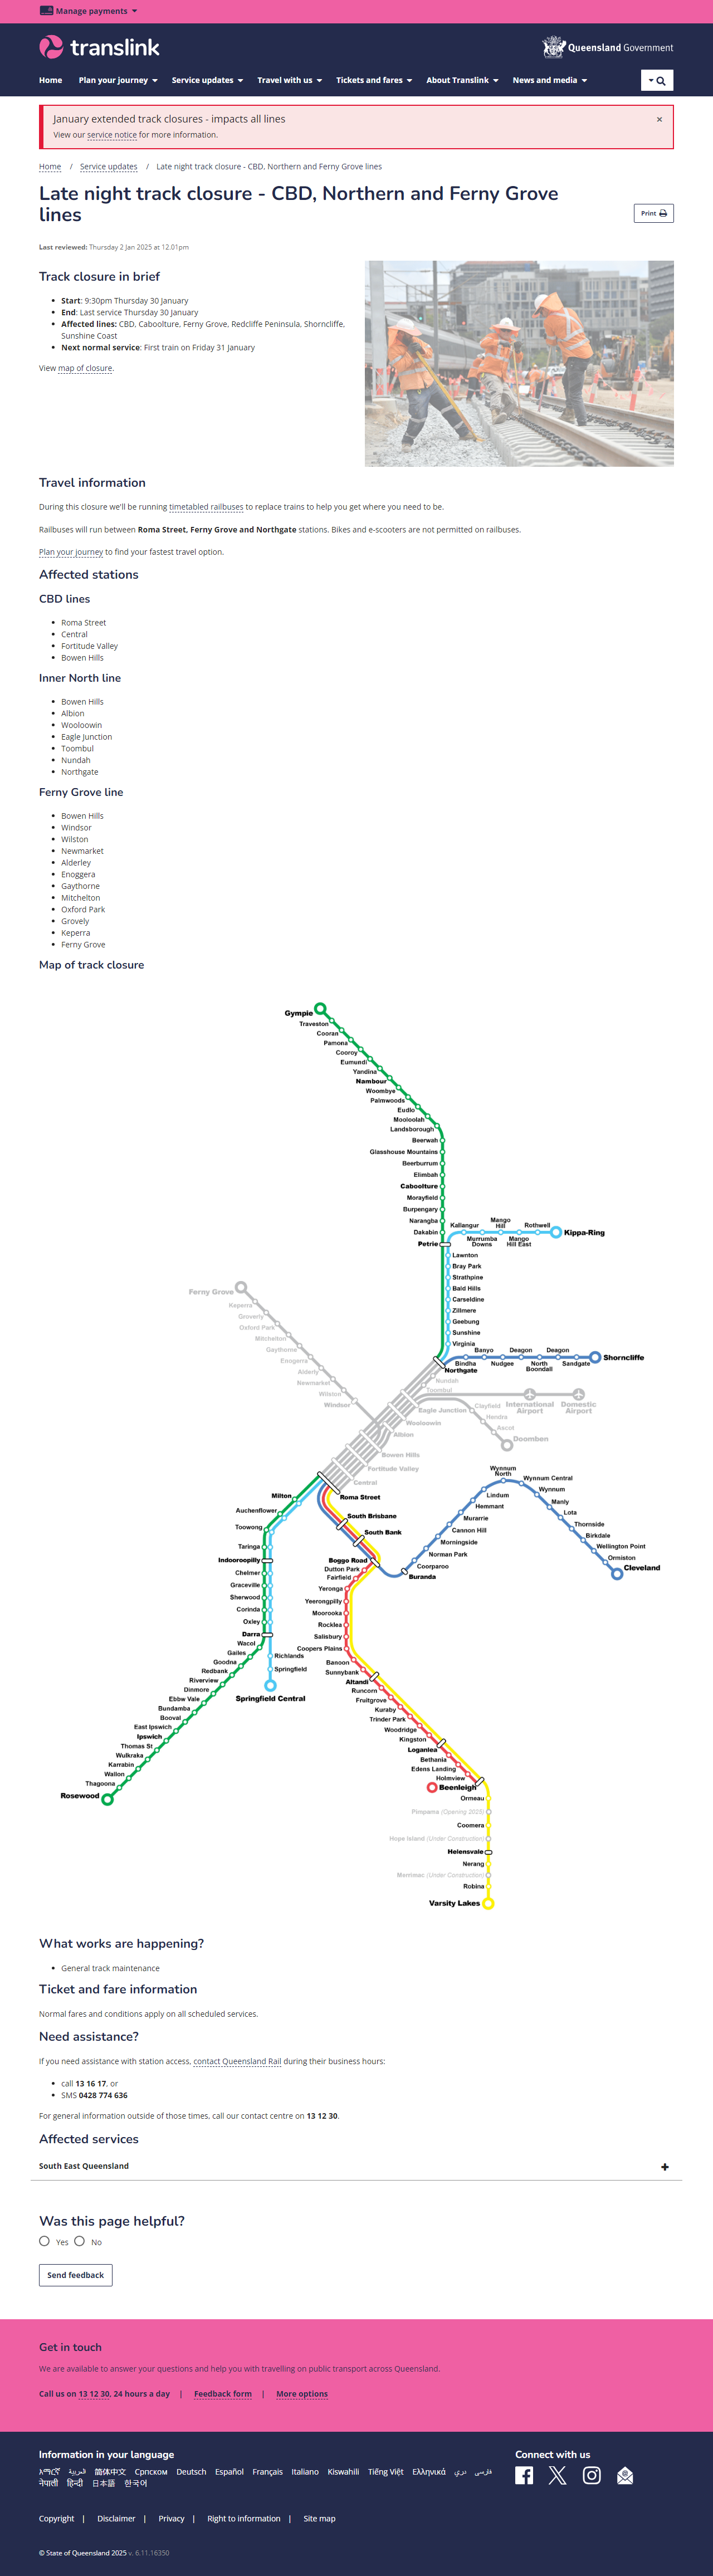 Manage payments
translink
Queensland Government
Home Plan your journey Service updates Travel with us Tickets and fares About Translink News and media
January extended track closures - impacts all lines
×
View our service notice for more information.
Home / Service updates / Late night track closure - CBD, Northern and Ferny Grove lines
Late night track closure - CBD, Northern and Ferny Grove
lines
Print
Last reviewed: Thursday 2 Jan 2025 at 12.01pm
Track closure in brief
Start: 9:30pm Thursday 30 January
End: Last service Thursday 30 January
Affected lines: CBD, Caboolture, Ferny Grove, Redcliffe Peninsula, Shorncliffe,
Sunshine Coast
Next normal service: First train on Friday 31 January
View map of closure.
Travel information
During this closure we'll be running timetabled railbuses to replace trains to help you get where you need to be.
Railbuses will run between Roma Street, Ferny Grove and Northgate stations. Bikes and e-scooters are not permitted on railbuses.
Plan your journey to find your fastest travel option.
Affected stations
CBD lines
Roma Street
Central
Fortitude Valley
Bowen Hills
Inner North line
Bowen Hills
Albion
Wooloowin
Eagle Junction
Toombul
Nundah
Northgate
Ferny Grove line
Bowen Hills
Windsor
Wilston
Newmarket
Alderley
Enoggera
Gaythorne
Mitchelton
Oxford Park
Grovely
Keperra
Ferny Grove
Map of track closure
Gympie
Traveston
Cooran
Pamona
Cooroy
Eumundi
Yandina
Nambour
Woombye
Palmwoods
Eudlo
Mooloolah
Landsborough
Beerwah
Glasshouse Mountains
Beerburrum
Elimbah
Caboolture
Morayfield
Burpengary
Narangba
Dakabin
Petrie
Kallangur
Murrumba
Downs
Mango
Hill
Mango
Hill East
Rothwell
Kippa-Ring
Lawnton
Bray Park
Strathpine
Bald Hills
Carseldine
Zillmere
Geebung
Sunshine
Virginia
Northgate
Bindha
Banyo
Nudgee
Deagon
North
Boondall
Deagon
Sandgate
Shorncliffe
Ferny Grove
Keperra
Groverly
Oxford Park
Milchelton
Gaythorne
Enogerra
Alderly
Newmarket
Wilston
Windsor
Nundah
Toombul
Eagle Junction
Wooloowin
Albion
Bowen Hills
Fortitude Valley
Central
Clayfield
Hendra
Ascot
Doomben
International
Airport
Domestic
Airport
Roma Street
South Brisbane
South Bank
Boggo Road
Dutton Park
Fairfield
Yeronga
Yeerongpilly
Moorooka
Rocklea
Salisbury
Coopers Plains
Banoon
Sunnybank
Altandi
Runcorn
Fruitgrove
Kuraby
Trinder Park
Woodridge
Kingston
Loganlea
Bethania
Edens Landing
Holmview
Beenleigh
Ormeau
Pimpama (Opening 2025)
Coomera
Hope Island (Under Construction)
Helensvale
Nerang
Merrimac (Under Construction)
Robina
Varsity Lakes
Buranda
Coorparoo
Norman Park
Morningside
Cannon Hill
Murarrie
Hemmant
Lindum
Wynnum
North
Wynnum Central
Wynnum
Manly
Lota
Thornside
Birkdale
Wellington Point
Ormiston
Cleveland
Milton
Auchenflower
Toowong
Taringa
Indooroopilly
Chelmer
Graceville
Sherwood
Corinda
Oxley
Darra
Richlands
Springfield
Springfield Central
Wacol
Gailes
Goodna
Redbank
Riverview
Dinmore
Ebbw Vale
Bundamba
Booval
East Ipswich
Ipswich
Thomas St
Wulkraka
Karrabin
Wallon
Thagoona
Rosewood
What works are happening?
General track maintenance
Ticket and fare information
Normal fares and conditions apply on all scheduled services.
Need assistance?
If you need assistance with station access, contact Queensland Rail during their business hours:
call 13 16 17, or
SMS 0428 774 636
For general information outside of those times, call our contact centre on 13 12 30.
Affected services
South East Queensland
Was this page helpful?
Yes No
Send feedback
Get in touch
We are available to answer your questions and help you with travelling on public transport across Queensland.
Call us on 13 12 30, 24 hours a day | Feedback form | More options
Information in your language
Connect with us
አማርኛ العربية 简体中文 Српском Deutsch Español Français Italiano Kiswahili Tiếng Việt Ελληνικά دری فارسی
नेपाली हिन्दी 日本語 한국어
Copyright | Disclaimer | Privacy | Right to information | Site map
© State of Queensland 2025 v. 6.11.16350